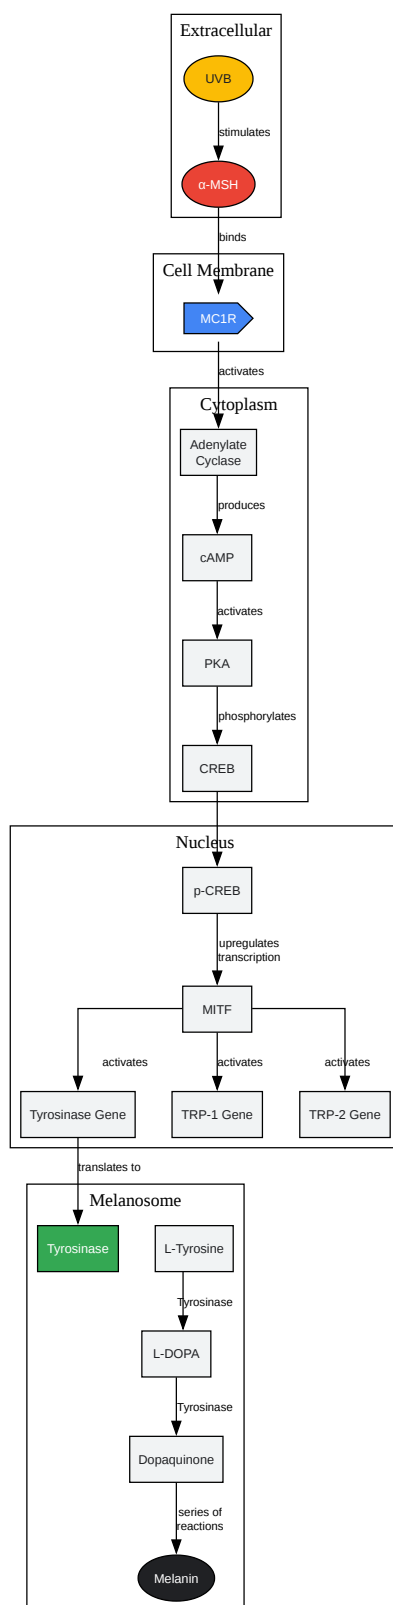 Extracellular
UVB
stimulates
α-MSH
binds
Cell Membrane
MC1R
activates
Cytoplasm
Adenylate
Cyclase
produces
cAMP
activates
PKA
phosphorylates
CREB
Nucleus
p-CREB
upregulates
transcription
MITF
activates
activates
activates
Tyrosinase Gene
TRP-1 Gene
TRP-2 Gene
translates to
Melanosome
Tyrosinase
L-Tyrosine
Tyrosinase
L-DOPA
Tyrosinase
Dopaquinone
series of
reactions
Melanin